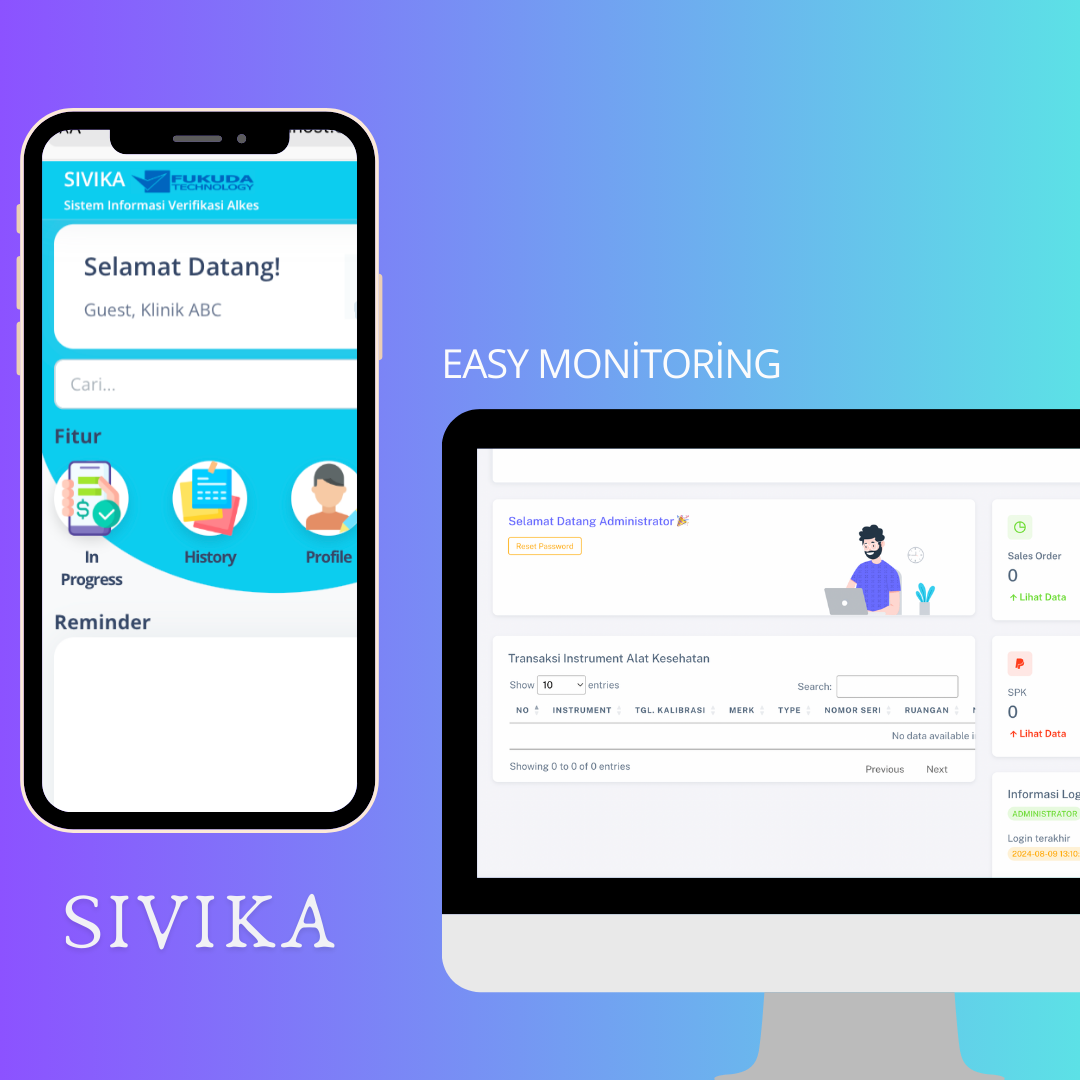 SIVIKA FUKUDA TECHNOLOGY
Sistem Informasi Verifikasi Alkes
Selamat Datang!
Guest, Klinik ABC
Cari...
Fitur
In Progress
History
Profile
Reminder
SIVIKA
EASY MONİTORİNG
Selamat Datang Administrator
Reset Password
Transaksi Instrument Alat Kesehatan
Show 10 entries
Search:
NO INSTRUMENT TGL. KALIBRASI MERK TYPE NOMOR SERI RUANGAN
No data available
Showing 0 to 0 of 0 entries
Previous Next
Sales Order
0
Lihat Data
SPK
0
Lihat Data
Informasi Log
ADMINISTRATOR
Login terakhir
2024-08-09 13:10: